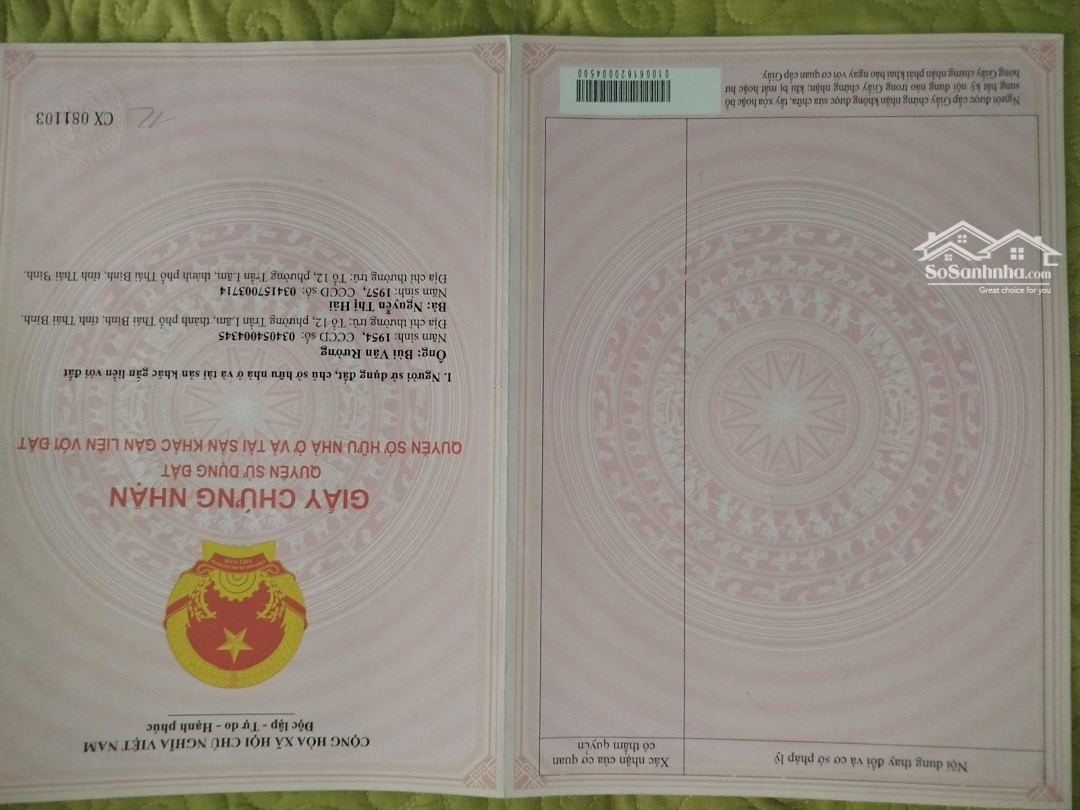 CỘNG HÒA XÃ HỘI CHỦ NGHĨA VIỆT NAM
Độc lập - Tự do - Hạnh phúc
GIẤY CHỨNG NHẬN
QUYỀN SỬ DỤNG ĐẤT
QUYỀN SỞ HỮU NHÀ Ở VÀ TÀI SẢN KHÁC GẮN LIỀN VỚI ĐẤT
I. Người sử dụng đất, chủ sở hữu nhà ở và tài sản khác gắn liền với đất
Ông: Bùi Văn Rường
Năm sinh: 1954, CCCD số: 034054004345
Địa chỉ thường trú: Tổ 12, phường Trần Lãm, thành phố Thái Bình, tỉnh Thái Bình.
Bà: Nguyễn Thị Hải
Năm sinh: 1957, CCCD số: 034157003714
Địa chỉ thường trú: Tổ 12, phường Trần Lãm, thành phố Thái Bình, tỉnh Thái Bình.
CX 081103
Nội dung thay đổi và cơ sở pháp lý
Xác nhận của cơ quan
có thẩm quyền
Người được cấp Giấy chứng nhận không được sửa chữa, tẩy xóa hoặc bổ
sung bất kỳ nội dung nào trong Giấy chứng nhận; khi bị mất hoặc hư
hỏng Giấy chứng nhận phải khai báo ngay với cơ quan cấp Giấy.
0100616200004500
SoSanhnha.com
Great choice for you